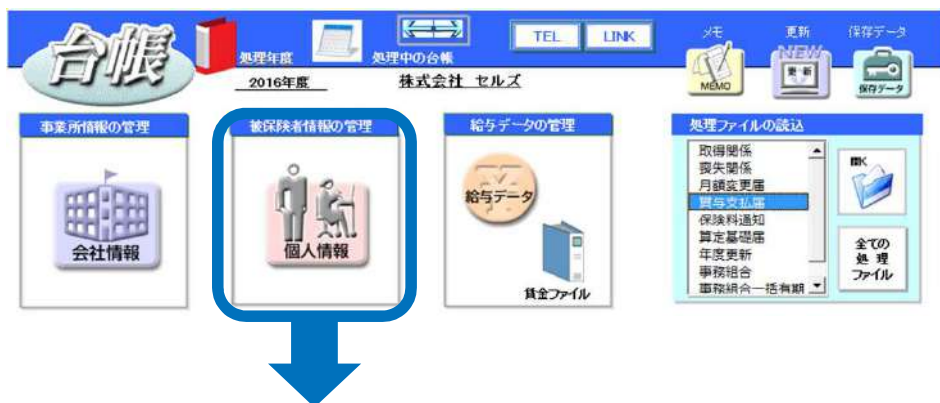 台帳
処理年度
2016年度
処理中の台帳
株式会社 セルズ
TEL
LINK
メモ
MEMO
更新
NEW
更新
保存データ
保存データ
事業所情報の管理
会社情報
被保険者情報の管理
個人情報
給与データの管理
給与データ
賃金ファイル
処理ファイルの読込
取得関係
喪失関係
月額変更届
賞与支払届
保険料通知
算定基礎届
年度更新
事務組合
事務組合一括有期
開く
全ての
処 理
ファイル